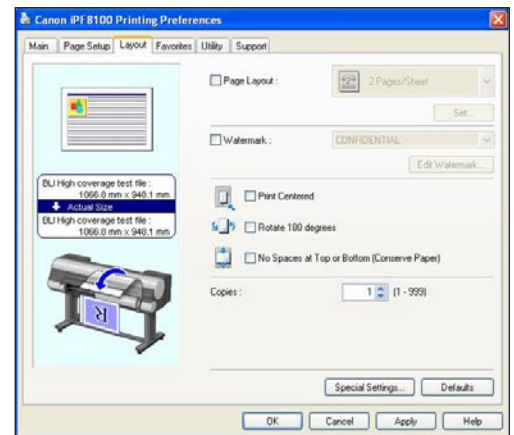 Canon iPF8100 Printing Preferences
Main Page Setup Layout Favorites Utility Support
Page Layout : 2 Pages/Sheet
Set...
Watermark : CONFIDENTIAL
Edit Watermark...
BLI High coverage test file :
1066.8 mm x 948.1 mm
Actual Size
BLI High coverage test file :
1066.8 mm x 948.1 mm
Print Centered
Rotate 180 degrees
No Spaces at Top or Bottom (Conserve Paper)
Copies : 1 (1 - 999)
R
Special Settings... Defaults
OK Cancel Apply Help